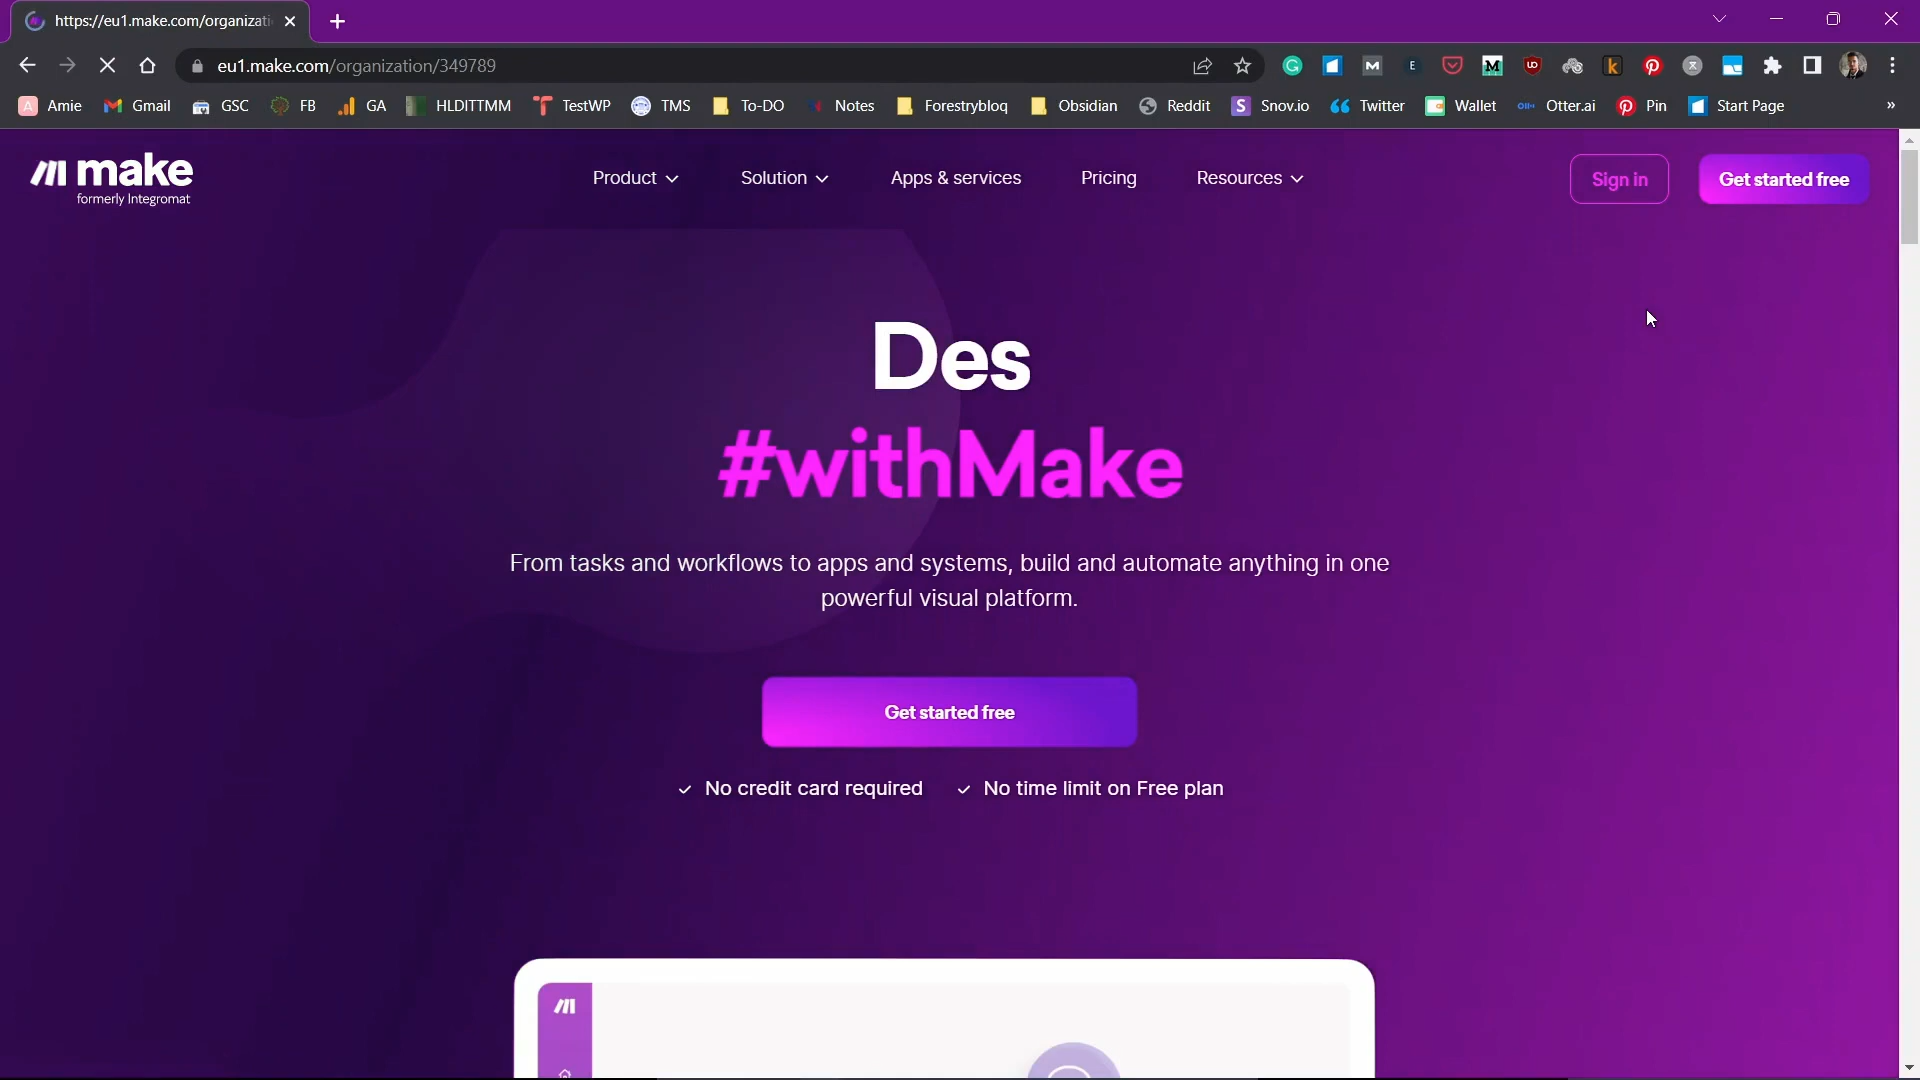 https://eu1.make.com/organizati
eu1.make.com/organization/349789
Amie Gmail GSC FB GA HLDITTMM TestWP TMS To-DO Notes Forestryblog Obsidian Reddit Snov.io Twitter Wallet Otter.ai Pin Start Page »
make
formerly Integromat
Product Solution Apps & services Pricing Resources Sign in Get started free
Des
#withMake
From tasks and workflows to apps and systems, build and automate anything in one
powerful visual platform.
Get started free
No credit card required No time limit on Free plan